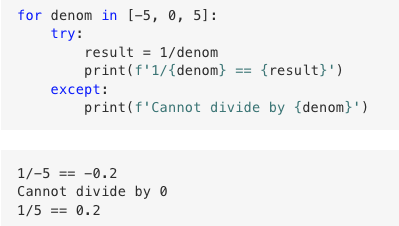 for denom in [-5, 0, 5]:
    try:
        result = 1/denom
        print(f'1/{denom} == {result}')
    except:
        print(f'Cannot divide by {denom}')
1/-5 == -0.2
Cannot divide by 0
1/5 == 0.2